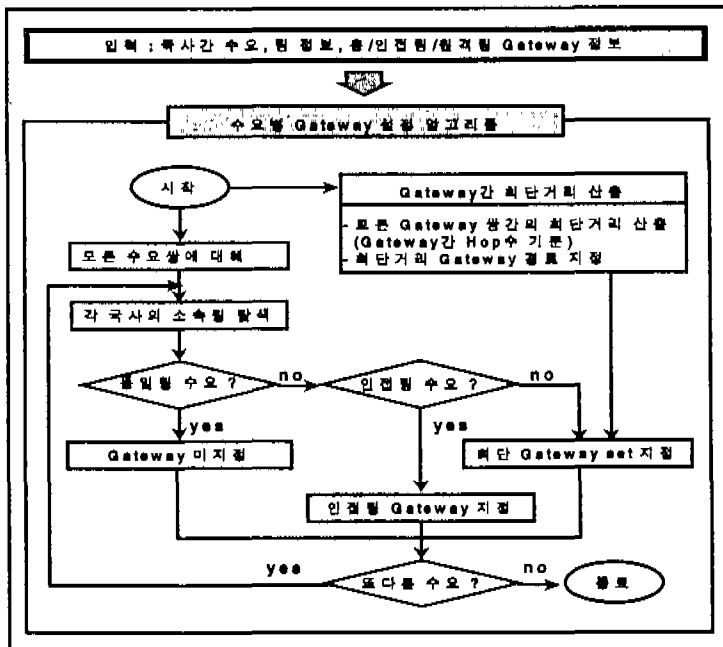 입력 : 국사간 수요, 링 정보, 홈/인접링/원격링 Gateway 정보
수요쌍 Gateway 설정 알고리즘
시작
Gateway간 최단거리 산출
- 모든 Gateway 쌍간의 최단거리 산출
(Gateway간 Hop수 기준)
- 최단거리 Gateway 경로 지정
모든 수요쌍에 대해
각 국사의 소속링 탐색
동일링 수요 ?
no
인접링 수요 ?
no
yes
yes
Gateway 미지정
최단 Gateway set 지정
인접링 Gateway 지정
yes
또다른 수요 ?
no
종료